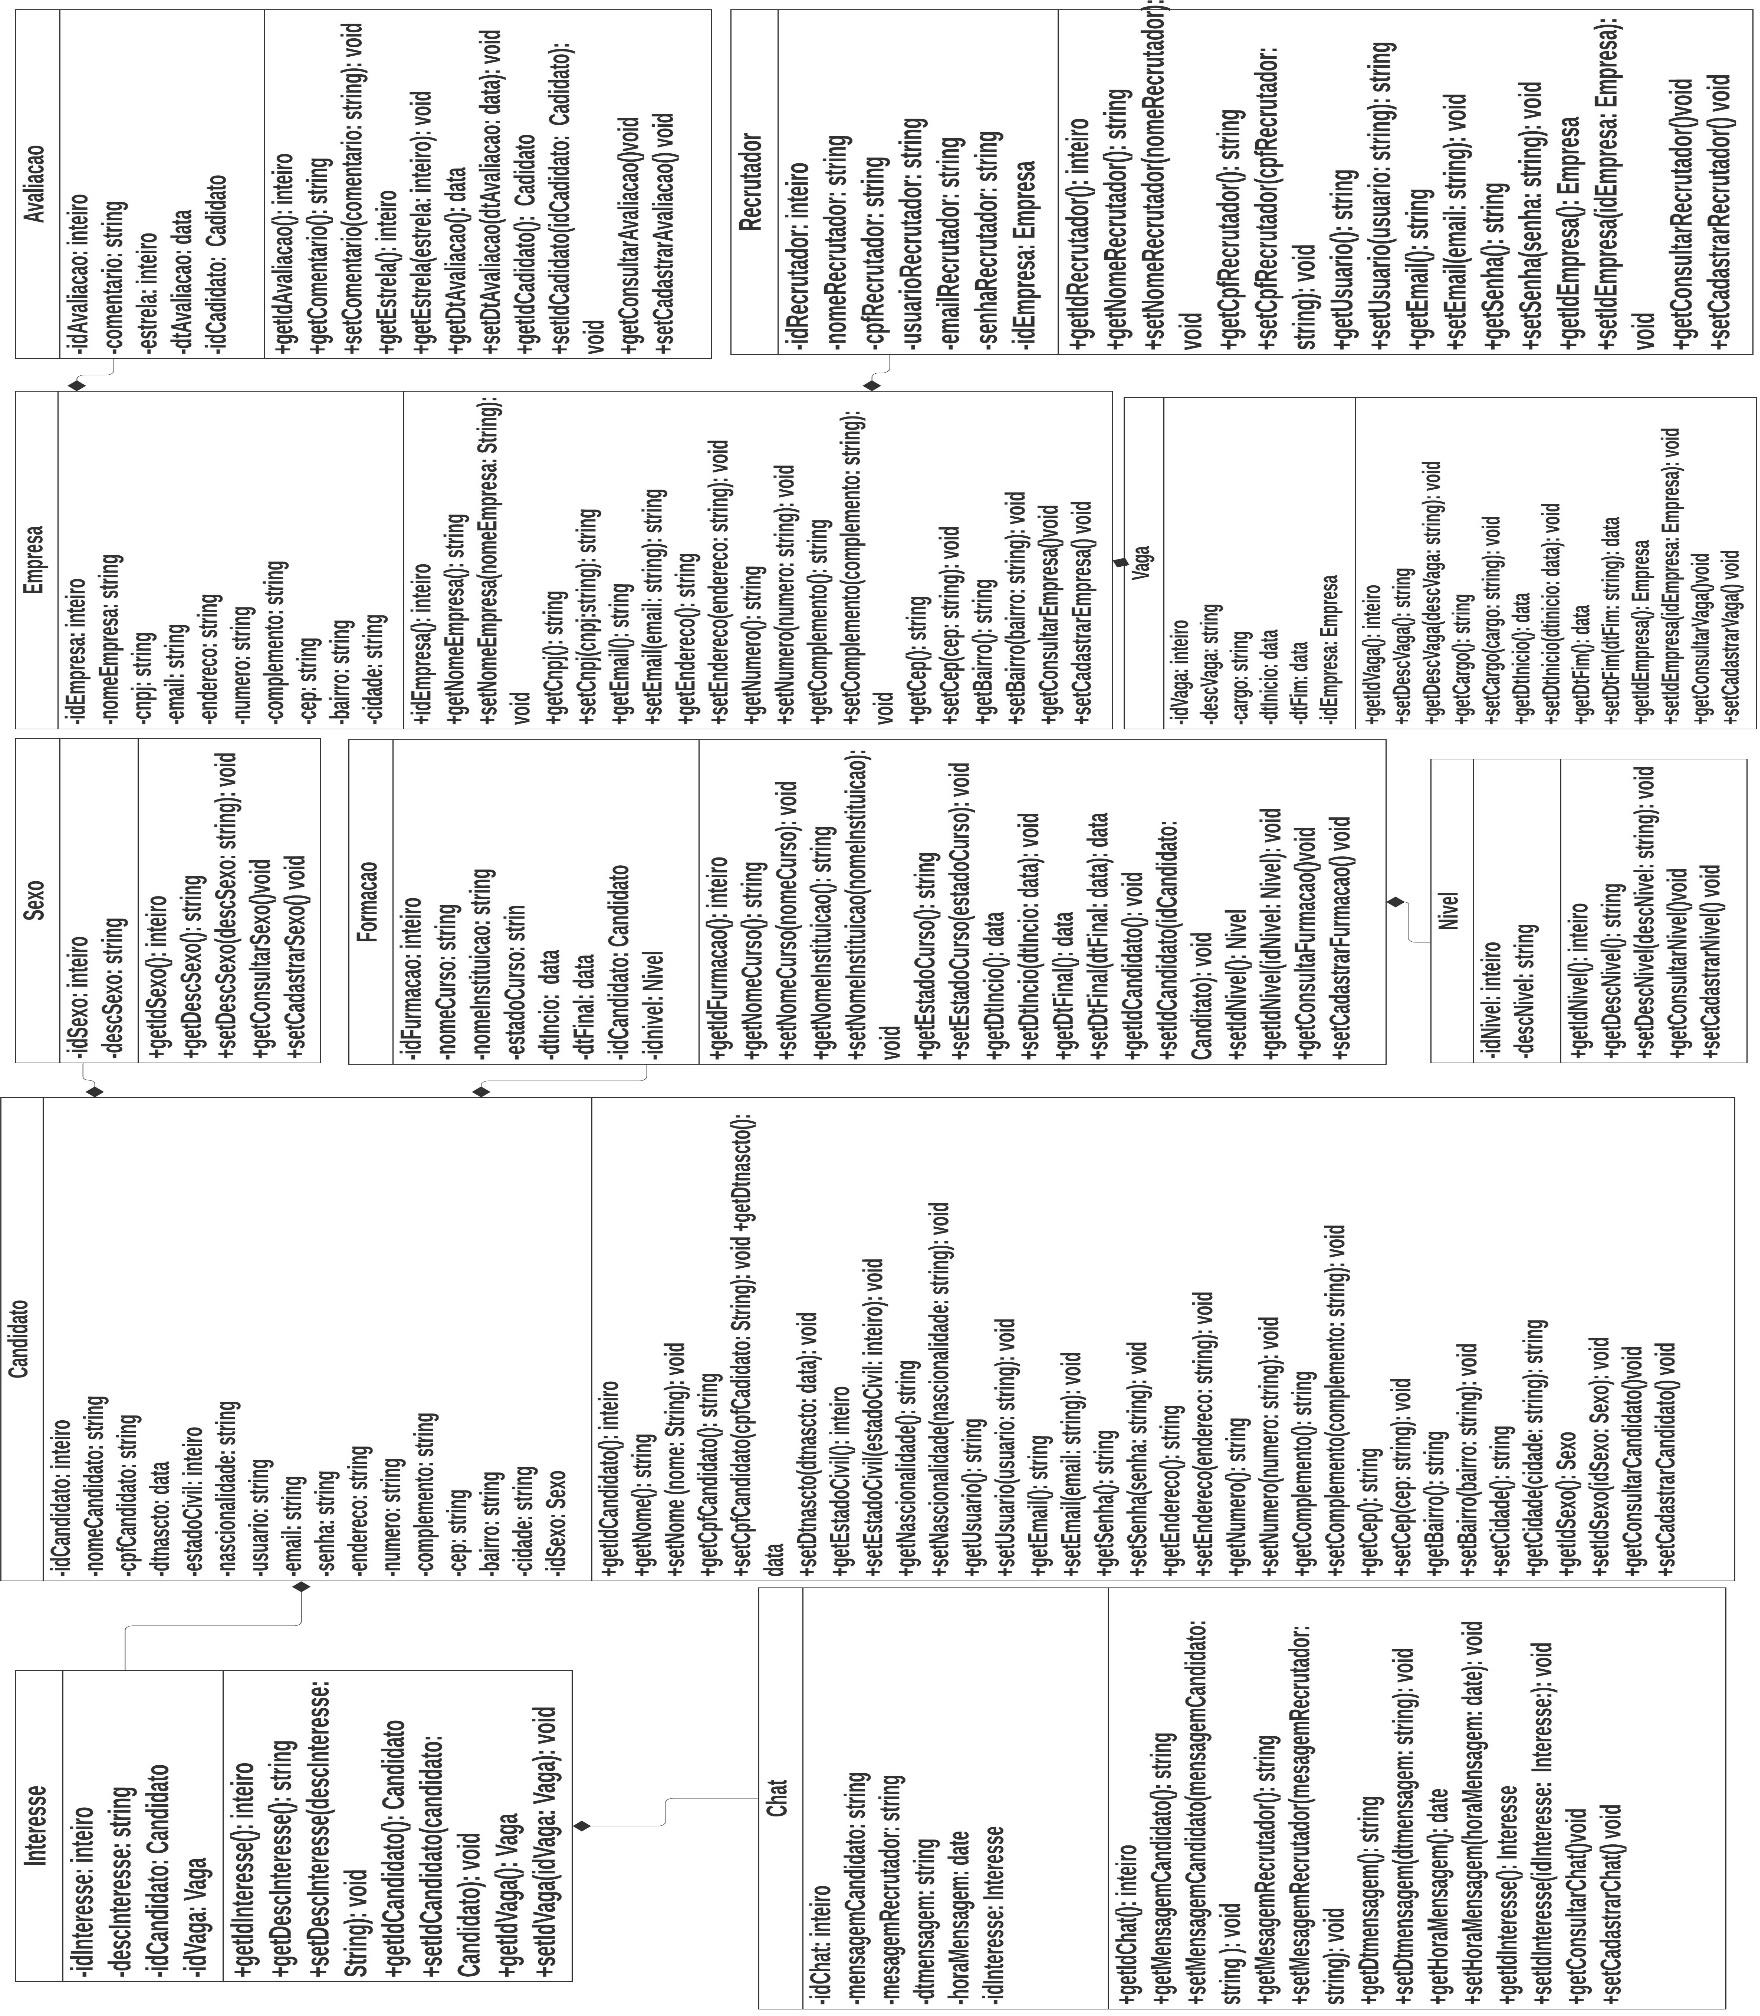 Interesse
-idInteresse: inteiro
-descInteresse: string
-idCandidato: Candidato
-idVaga: Vaga
+getIdInteresse(): inteiro
+getDescInteresse(): string
+setDescInteresse(descInteresse:
String): void
+getIdCandidato(): Candidato
+setIdCandidato(candidato:
Candidato): void
+getIdVaga(): Vaga
+setIdVaga(idVaga: Vaga): void
Chat
-idChat: inteiro
-mensagemCandidato: string
-mesagemRecrutador: string
-dtmensagem: string
-horaMensagem: date
-idInteresse: Interesse
+getIdChat(): inteiro
+getMensagemCandidato(): string
+setMensagemCandidato(mensagemCandidato:
string ): void
+getMesagemRecrutador(): string
+setMesagemRecrutador(mesagemRecrutador:
string): void
+getDtmensagem(): string
+setDtmensagem(dtmensagem: string): void
+getHoraMensagem(): date
+setHoraMensagem(horaMensagem: date): void
+getIdInteresse(): Interesse
+setIdInteresse(idInteresse:  Interesse:): void
+getConsultarChat()void
+setCadastrarChat() void
Candidato
-idCandidato: inteiro
-nomeCandidato: string
-cpfCandidato: string
-dtnascto: data
-estadoCivil: inteiro
-nascionalidade: string
-usuario: string
-email: string
-senha: string
-endereco: string
-numero: string
-complemento: string
-cep: string
-bairro: string
-cidade: string
-idSexo: Sexo
+getIdCandidato(): inteiro
+getNome(): string
+setNome (nome: String): void
+getCpfCandidato(): string
+setCpfCandidato(cpfCadidato: String): void +getDtnascto():
data
+setDtnascto(dtnascto: data): void
+getEstadoCivil(): inteiro
+setEstadoCivil(estadoCivil: inteiro): void
+getNascionalidade(): string
+setNascionalidade(nascionalidade: string): void
+getUsuario(): string
+setUsuario(usuario: string): void
+getEmail(): string
+setEmail(email: string): void
+getSenha(): string
+setSenha(senha: string): void
+getEndereco(): string
+setEndereco(endereco: string): void
+getNumero(): string
+setNumero(numero: string): void
+getComplemento(): string
+setComplemento(complemento: string): void
+getCep(): string
+setCep(cep: string): void
+getBairro(): string
+setBairro(bairro: string): void
+setCidade(): string
+getCidade(cidade: string): string
+getIdSexo(): Sexo
+setIdSexo(idSexo: Sexo): void
+getConsultarCandidato()void
+setCadastrarCandidato() void
Sexo
-idSexo: inteiro
-descSexo: string
+getIdSexo(): inteiro
+getDescSexo(): string
+setDescSexo(descSexo: string): void
+getConsultarSexo()void
+setCadastrarSexo() void
Formacao
-idFurmacao: inteiro
-nomeCurso: string
-nomeInstituicao: string
-estadoCurso: strin
-dtIncio:  data
-dtFinal: data
-idCandidato: Candidato
-idnivel: Nivel
+getIdFurmacao(): inteiro
+getNomeCurso(): string
+setNomeCurso(nomeCurso): void
+getNomeInstituicao(): string
+setNomeInstituicao(nomeInstituicao):
void
+setEstadoCurso(): string
+setEstadoCurso(estadoCurso): void
+getDtIncio(): data
+setDtIncio(dtIncio: data): void
+getDtFinal(): data
+setDtFinal(dtFinal: data): data
+getIdCandidato(): void
+setIdCandidato(idCandidato:
Canditato): void
+setIdNivel(): Nivel
+getIdNivel(idNivel: Nivel): void
+getConsultaFurmacao()void
+setCadastrarFurmacao() void
Nivel
-idNivel: inteiro
-descNivel: string
+getIdNivel(): inteiro
+getDescNivel(): string
+setDescNivel(descNivel: string): void
+getConsultarNivel()void
+setCadastrarNivel() void
Empresa
-idEmpresa: inteiro
-nomeEmpresa: string
-cnpj: string
-email: string
-endereco: string
-numero: string
-complemento: string
-cep: string
-bairro: string
-cidade: string
+idEmpresa(): inteiro
+getNomeEmpresa(): string
+setNomeEmpresa(nomeEmpresa: String):
void
+getCnpj(): string
+setCnpj(cnpj:string): string
+getEmail(): string
+setEmail(email: string): string
+getEndereco(): string
+setEndereco(endereco: string): void
+getNumero(): string
+setNumero(numero: string): void
+getComplemento(): string
+setComplemento(complemento: string):
void
+getCep(): string
+setCep(cep: string): void
+getBairro(): string
+setBairro(bairro: string): void
+getConsultarEmpresa()void
+setCadastrarEmpresa() void
Vaga
-idVaga: inteiro
-descVaga: string
-cargo: string
-dtInicio: data
-dtFim: data
-idEmpresa: Empresa
+getIdVaga(): inteiro
+setDescVaga(): string
+getDescVaga(descVaga: string): void
+getCargo(): string
+setCargo(cargo: string): void
+getDtInicio(): data
+setDtInicio(dtInicio: data): void
+getDtFim(): data
+setDtFim(dtFim: string): data
+getIdEmpresa(): Empresa
+setIdEmpresa(idEmpresa: Empresa): void
+getConsultarVaga()void
+setCadastrarVaga() void
Avaliacao
-idAvaliacao: inteiro
-comentario: string
-estrela: inteiro
-dtAvaliacao: data
-idCadidato:  Cadidato
+getIdAvaliacao(): inteiro
+getComentario(): string
+setComentario(comentario: string): void
+getEstrela(): inteiro
+getEstrela(estrela: inteiro): void
+getDtAvaliacao(): data
+setDtAvaliacao(dtAvaliacao: data): void
+getIdCadidato(): Cadidato
+setIdCadidato(idCadidato:  Cadidato):
void
+getConsultarAvaliacao()void
+setCadastrarAvaliacao() void
Recrutador
-idRecrutador: inteiro
-nomeRecrutador: string
-cpfRecrutador: string
-usuarioRecrutador: string
-emailRecrutador: string
-senhaRecrutador: string
-idEmpresa: Empresa
+getIdRecrutador(): inteiro
+getNomeRecrutador(): string
+setNomeRecrutador(nomeRecrutador):
void
+getCpfRecrutador(): string
+setCpfRecrutador(cpfRecrutador:
string): void
+getUsuario(): string
+setUsuario(usuario: string): string
+getEmail(): string
+setEmail(email: string): void
+getSenha(): string
+setSenha(senha: string): void
+getIdEmpresa(): Empresa
+setIdEmpresa(idEmpresa: Empresa):
void
+getConsultarRecrutador()void
+setCadastrarRecrutador() void